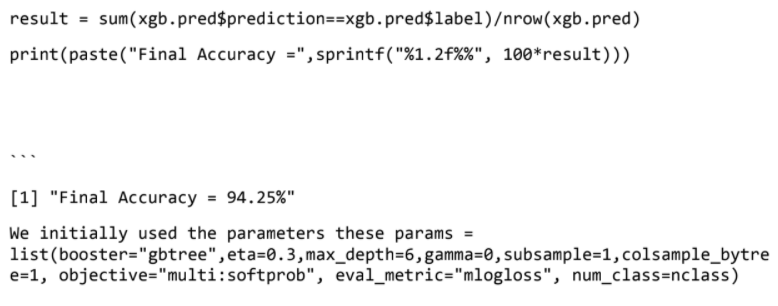 result = sum(xgb.pred$prediction==xgb.pred$label)/nrow(xgb.pred)
print(paste("Final Accuracy =",sprintf("%1.2f%%", 100*result)))
```
[1] "Final Accuracy = 94.25%"
We initially used the parameters these params =
list(booster="gbtree",eta=0.3,max_depth=6,gamma=0,subsample=1,colsample_bytre
e=1, objective="multi:softprob", eval_metric="mlogloss", num_class=nclass)